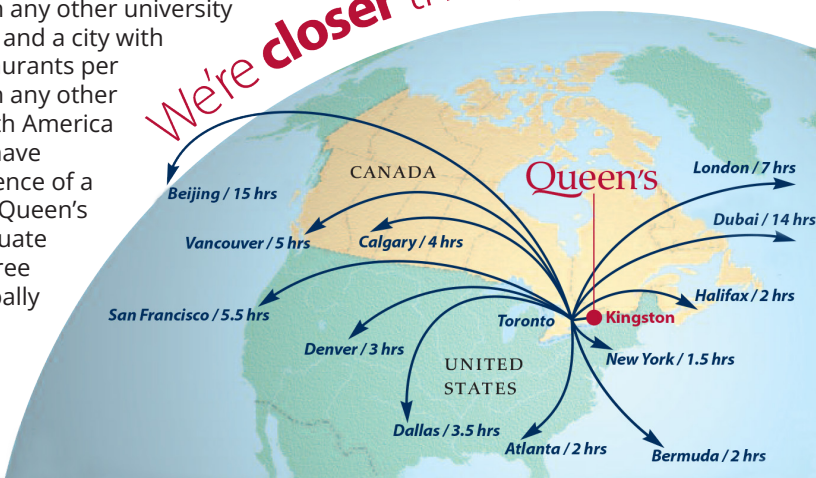 any other university
and a city with
aurants per
any other
th America
have
ence of a
Queen's
uate
ree
bally
We're closer
CANADA
Queen's
London / 7 hrs
Beijing / 15 hrs
Dubai / 14 hrs
Vancouver / 5 hrs
Calgary / 4 hrs
Halifax / 2 hrs
San Francisco / 5.5 hrs
Toronto
Kingston
Denver / 3 hrs
New York / 1.5 hrs
UNITED
STATES
Dallas / 3.5 hrs
Atlanta / 2 hrs
Bermuda / 2 hrs